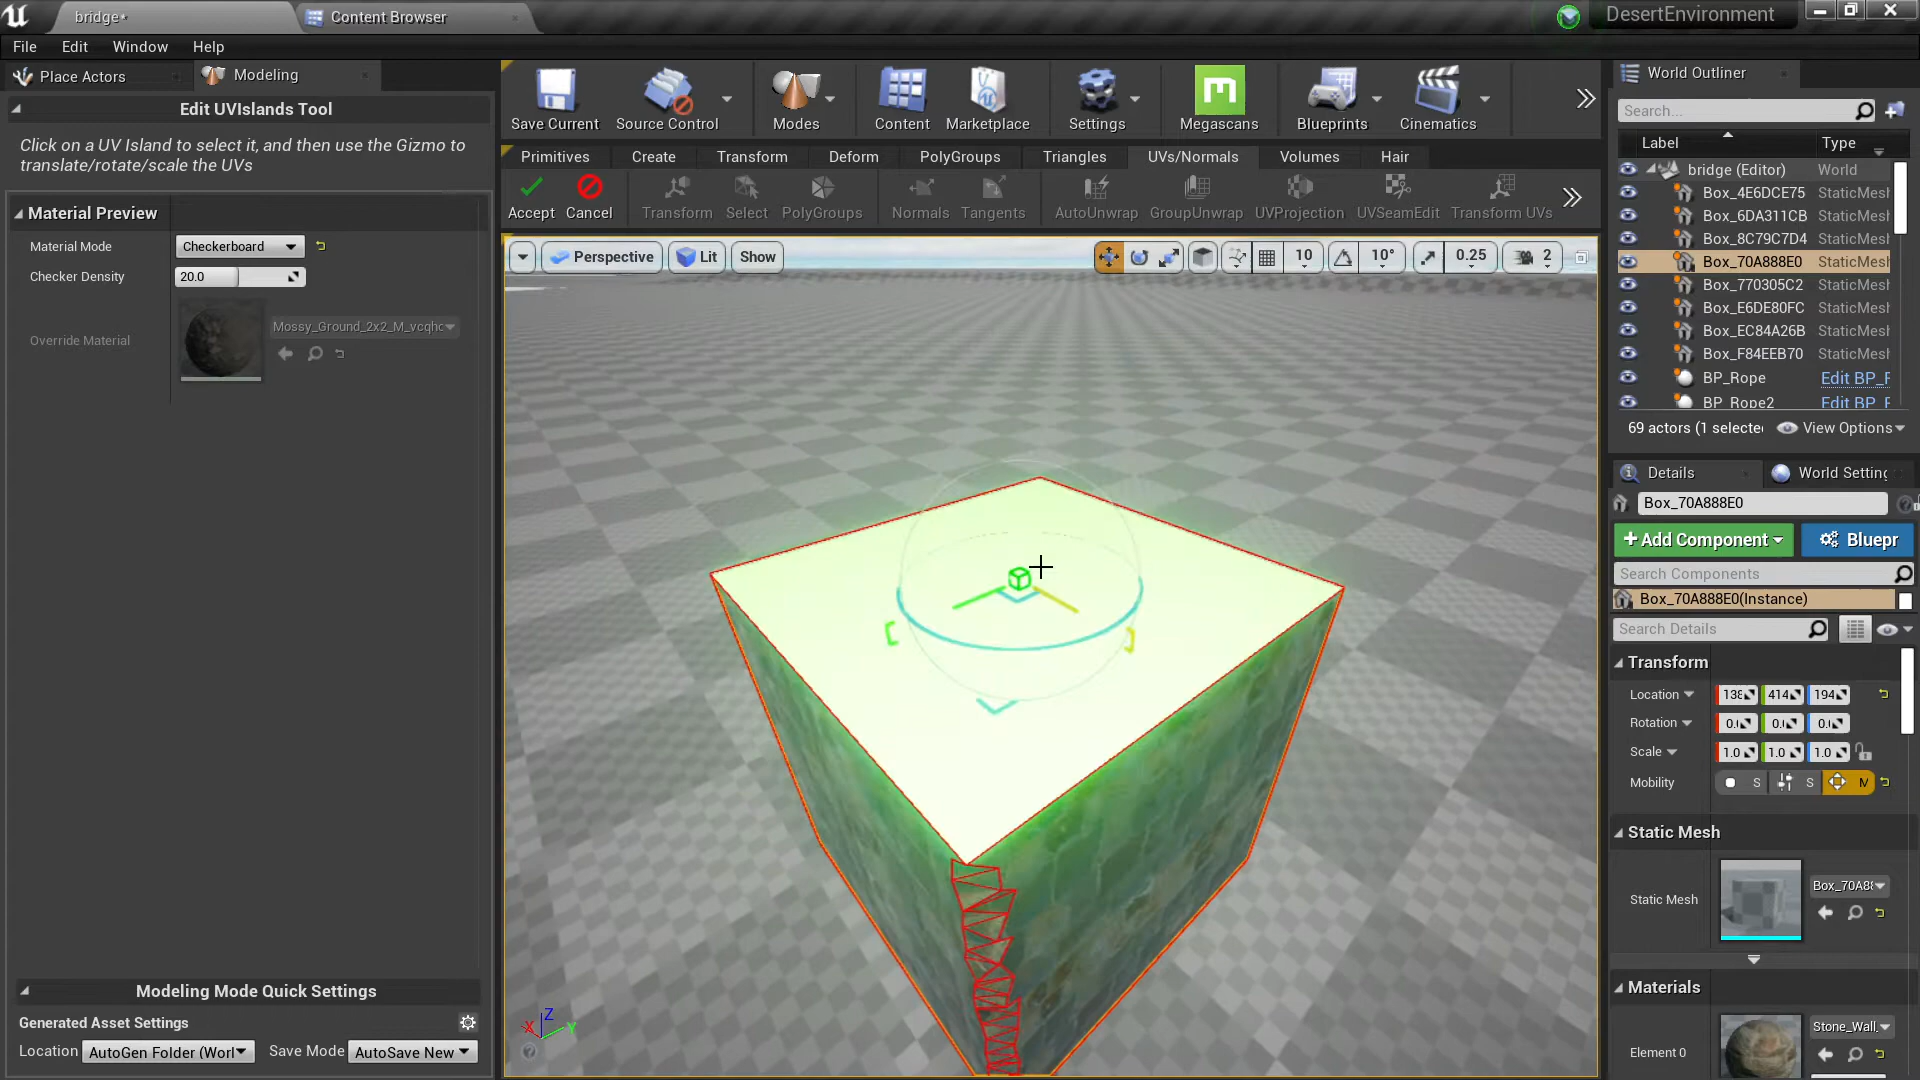 bridge*
Content Browser
DesertEnvironment
File Edit Window Help
Place Actors
Modeling
Edit UVIslands Tool
Click on a UV Island to select it, and then use the Gizmo to
translate/rotate/scale the UVs
Material Preview
Material Mode
Checkerboard
Checker Density
20.0
Override Material
Mossy_Ground_2x2_M_vcqhc
Modeling Mode Quick Settings
Generated Asset Settings
Location
AutoGen Folder (Worl
Save Mode
AutoSave New
Save Current
Source Control
Modes
Content
Marketplace
Settings
Megascans
Blueprints
Cinematics
Primitives Create Transform Deform PolyGroups Triangles UVs/Normals Volumes Hair
Accept Cancel Transform Select PolyGroups Normals Tangents AutoUnwrap GroupUnwrap UVProjection UVSeamEdit Transform UVs
Perspective
Lit
Show
10
10°
0.25
2
X Z Y
World Outliner
Search...
Label Type
bridge (Editor) World
Box_4E6DCE75 StaticMesh
Box_6DA311CB StaticMesh
Box_8C79C7D4 StaticMesh
Box_70A888E0 StaticMesh
Box_770305C2 StaticMesh
Box_E6DE80FC StaticMesh
Box_EC84A26B StaticMesh
Box_F84EEB70 StaticMesh
BP_Rope Edit BP_F
BP_Rope2 Edit BP_F
69 actors (1 selected
View Options
Details
World Setting
Box_70A888E0
+Add Component
Bluepr
Search Components
Box_70A888E0(Instance)
Search Details
Transform
Location 138 414 194
Rotation 0.0 0.0 0.0
Scale 1.0 1.0 1.0
Mobility S S M
Static Mesh
Static Mesh
Box_70A88
Materials
Element 0
Stone_Wall_